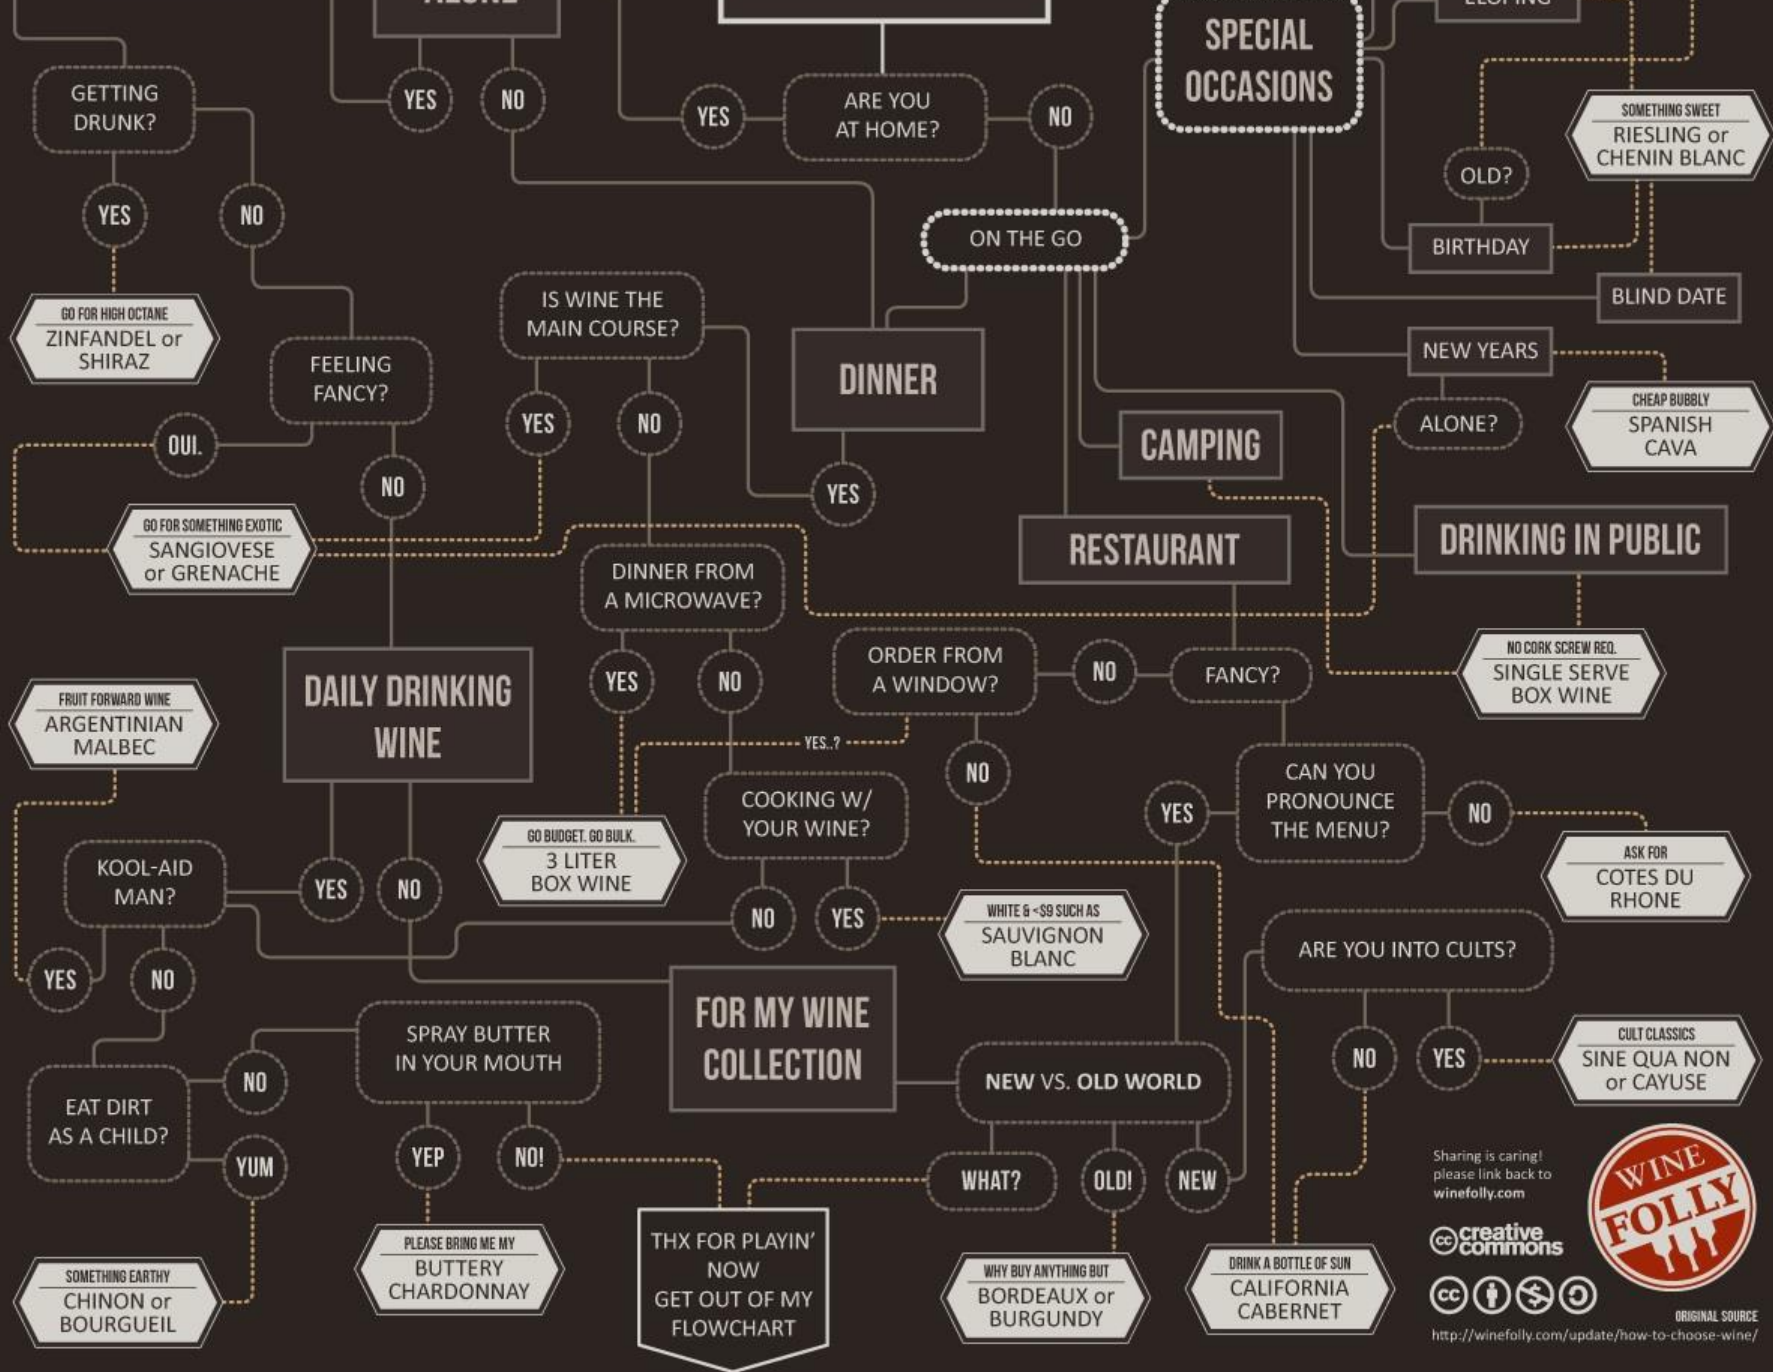 ALONE
ELOPING
SPECIAL
OCCASIONS
GETTING
DRUNK?
YES
NO
YES
ARE YOU
AT HOME?
NO
SOMETHING SWEET
RIESLING or
CHENIN BLANC
OLD?
YES
NO
ON THE GO
BIRTHDAY
BLIND DATE
GO FOR HIGH OCTANE
ZINFANDEL or
SHIRAZ
IS WINE THE
MAIN COURSE?
FEELING
FANCY?
DINNER
NEW YEARS
CHEAP BUBBLY
SPANISH
CAVA
ALONE?
OUI.
YES
NO
CAMPING
NO
YES
GO FOR SOMETHING EXOTIC
SANGIOVESE
or GRENACHE
RESTAURANT
DRINKING IN PUBLIC
DINNER FROM
A MICROWAVE?
NO CORK SCREW REQ.
SINGLE SERVE
BOX WINE
ORDER FROM
A WINDOW?
NO
FANCY?
YES
NO
DAILY DRINKING
WINE
FRUIT FORWARD WINE
ARGENTINIAN
MALBEC
YES..?
NO
CAN YOU
PRONOUNCE
THE MENU?
YES
NO
COOKING W/
YOUR WINE?
GO BUDGET. GO BULK.
3 LITER
BOX WINE
ASK FOR
COTES DU
RHONE
KOOL-AID
MAN?
YES
NO
NO
YES
WHITE & <$9 SUCH AS
SAUVIGNON
BLANC
ARE YOU INTO CULTS?
YES
NO
FOR MY WINE
COLLECTION
SPRAY BUTTER
IN YOUR MOUTH
NO
YES
CULT CLASSICS
SINE QUA NON
or CAYUSE
NEW VS. OLD WORLD
NO
EAT DIRT
AS A CHILD?
YUM
YEP
NO!
WHAT?
OLD!
NEW
Sharing is caring!
please link back to
winefolly.com
WINE
FOLLY
creative
commons
cc
THX FOR PLAYIN'
NOW
GET OUT OF MY
FLOWCHART
PLEASE BRING ME MY
BUTTERY
CHARDONNAY
SOMETHING EARTHY
CHINON or
BOURGUEIL
WHY BUY ANYTHING BUT
BORDEAUX or
BURGUNDY
DRINK A BOTTLE OF SUN
CALIFORNIA
CABERNET
cc
ORIGINAL SOURCE
http://winefolly.com/update/how-to-choose-wine/